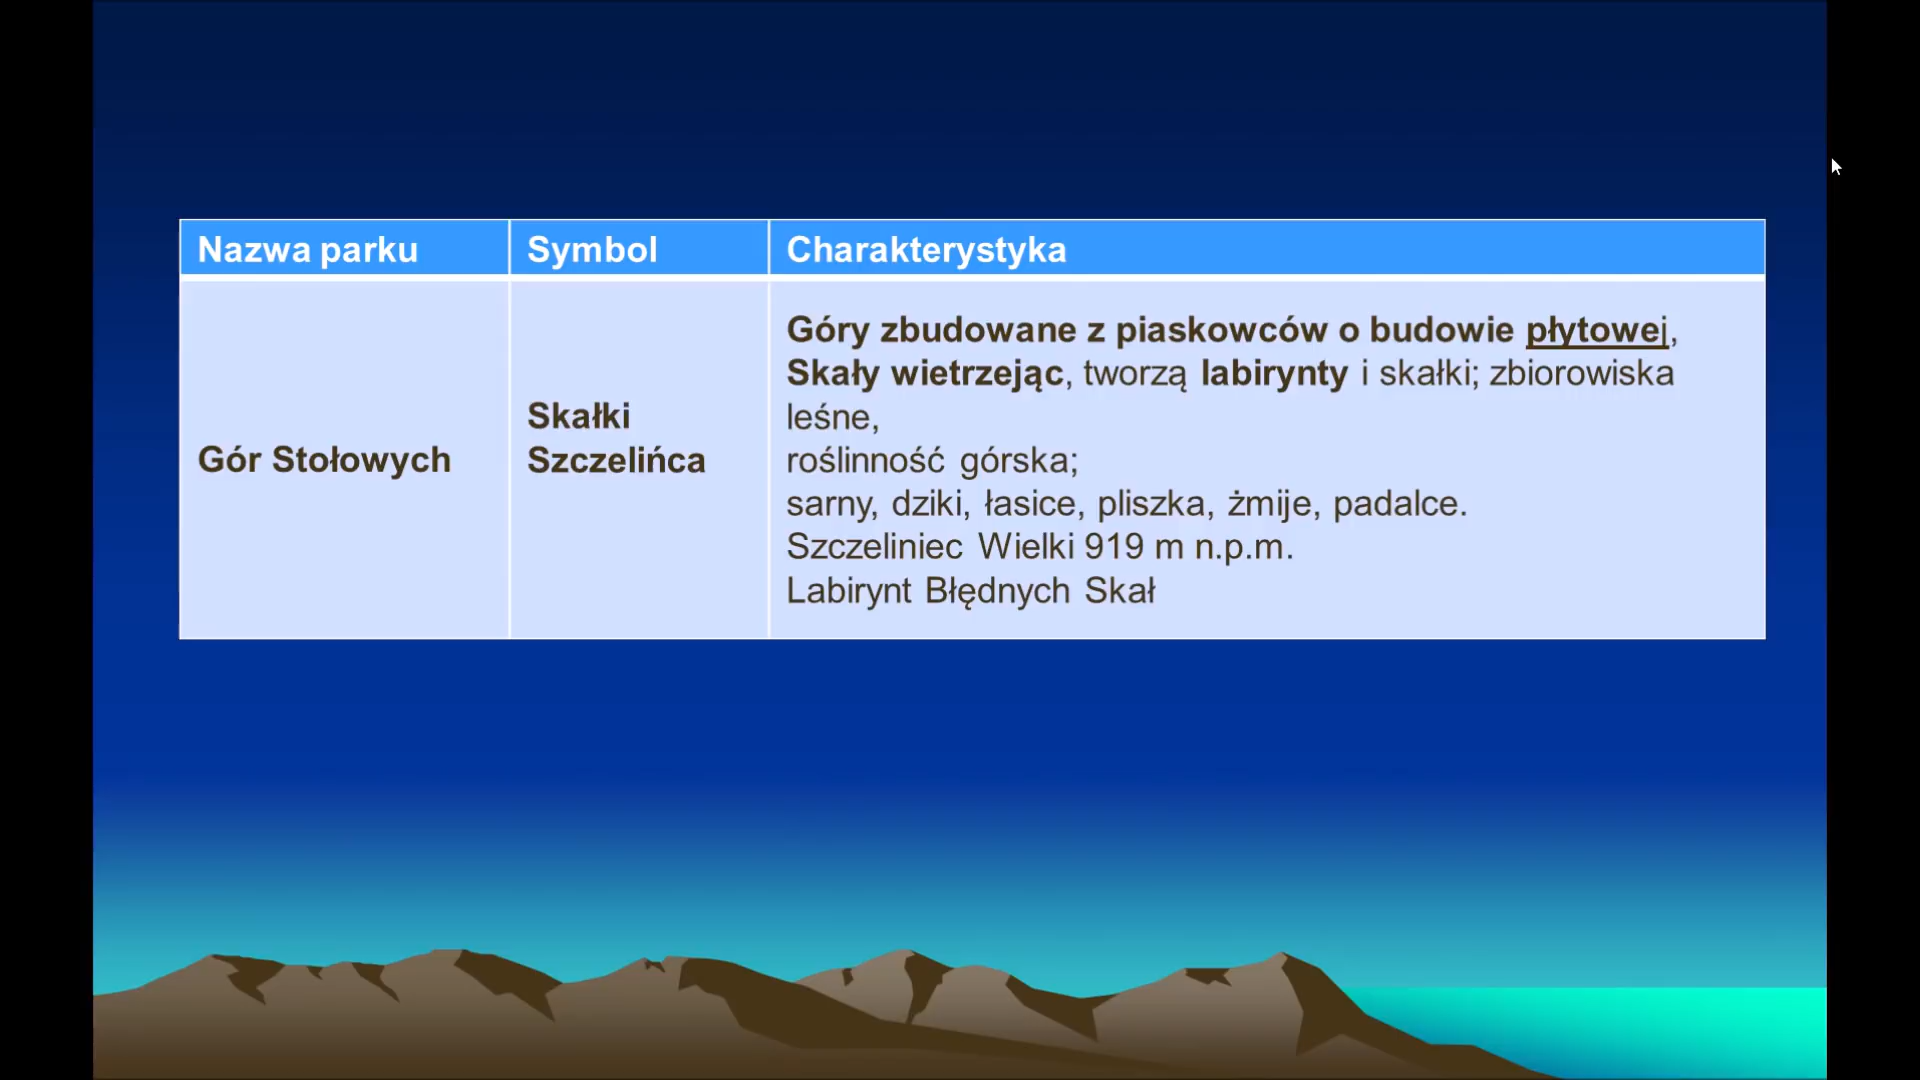 Nazwa parku
Symbol
Charakterystyka
Gór Stołowych
Skałki
Szczelińca
Góry zbudowane z piaskowców o budowie płytowej,
Skały wietrzejąc, tworzą labirynty i skałki; zbiorowiska
leśne,
roślinność górska;
sarny, dziki, łasice, pliszka, żmije, padalce.
Szczeliniec Wielki 919 m n.p.m.
Labirynt Błędnych Skał